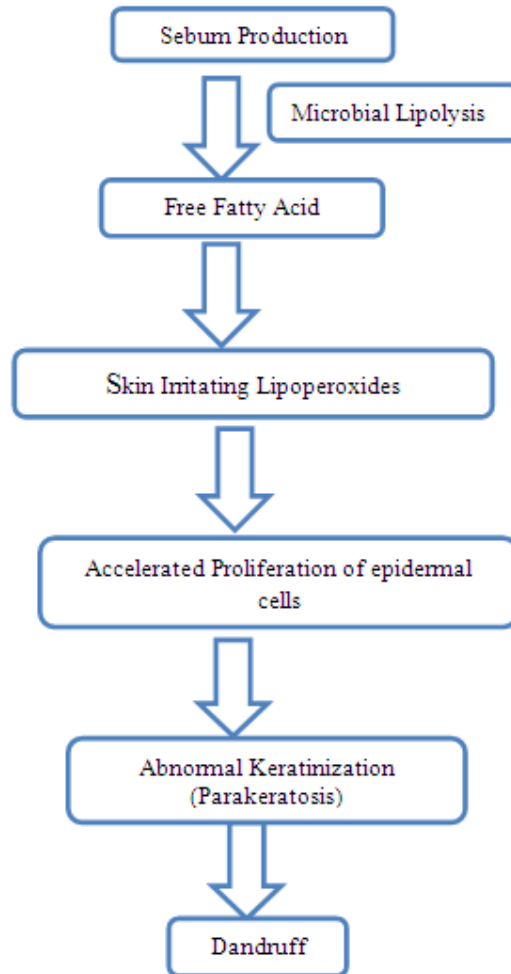 Sebum Production
Microbial Lipolysis
Free Fatty Acid
Skin Irritating Lipoperoxides
Accelerated Proliferation of epidermal
cells
Abnormal Keratinization
(Parakeratosis)
Dandruff